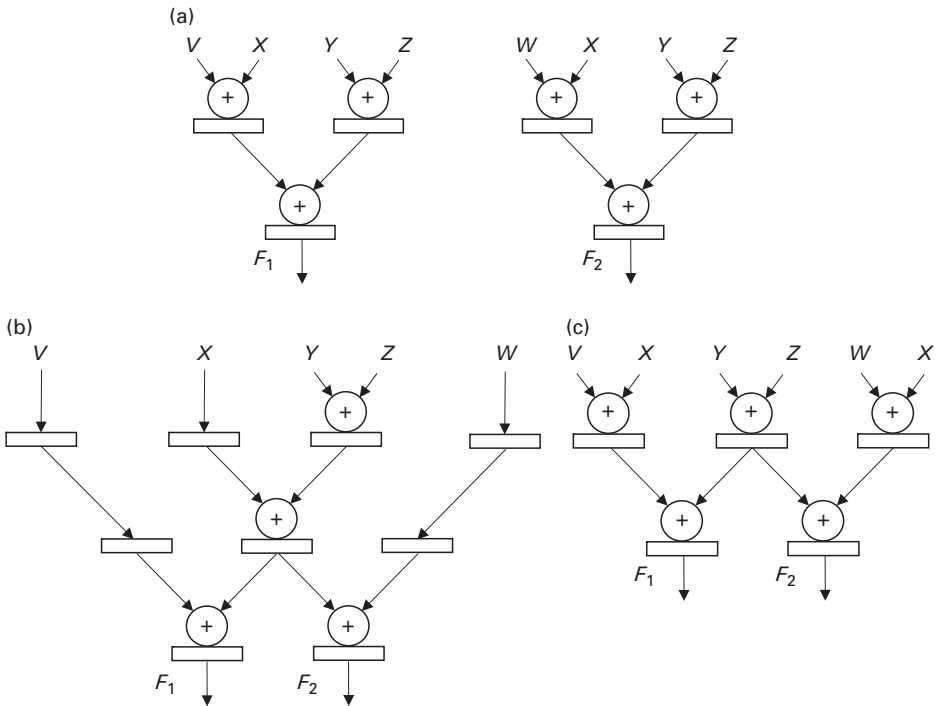 (a)
V X Y Z W X Y Z
+ + + +
+ +
F1 F2
(b) (c)
V X Y Z W V X Y Z W X
+ + + +
+ + +
F1 F2
+ +
F1 F2